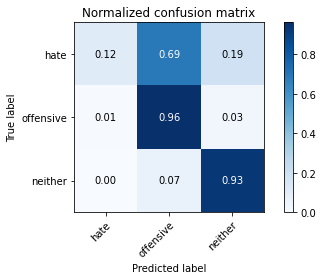 Normalized confusion matrix
True label
hate 0.12 0.69 0.19
offensive 0.01 0.96 0.03
neither 0.00 0.07 0.93
hate offensive neither
Predicted label
0.8
0.6
0.4
0.2
0.0